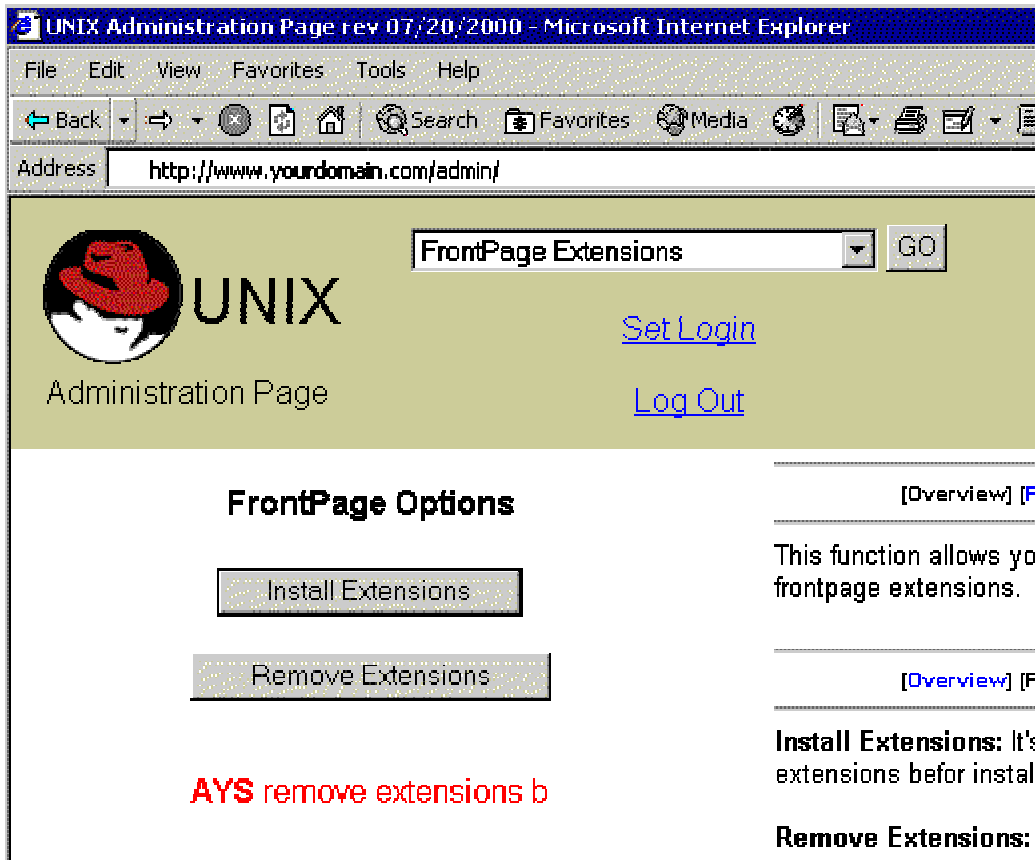 UNIX Administration Page rev 07/20/2000 - Microsoft Internet Explorer
File Edit View Favorites Tools Help
Back Search Favorites Media
Address http://www.yourdomain.com/admin/
FrontPage Extensions GO
UNIX
Set Login
Administration Page
Log Out
FrontPage Options
Install Extensions
Remove Extensions
AYS remove extensions b
[Overview] [F
This function allows yo
frontpage extensions.
[Overview] [F
Install Extensions: It's
extensions befor instal
Remove Extensions: